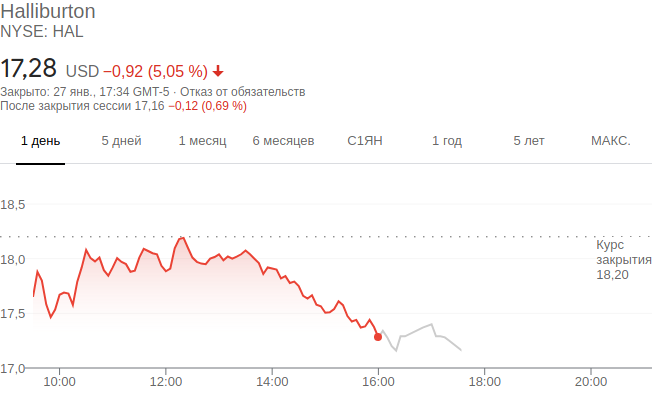 Halliburton
NYSE: HAL
17,28 USD −0,92 (5,05 %)
Закрыто: 27 янв., 17:34 GMT-5 · Отказ от обязательств
После закрытия сессии 17,16 −0,12 (0,69 %)
1 день 5 дней 1 месяц 6 месяцев С1ЯН 1 год 5 лет МАКС.
18,5
Курс
закрытия
18,20
18,0
17,5
17,0
10:00 12:00 14:00 16:00 18:00 20:00